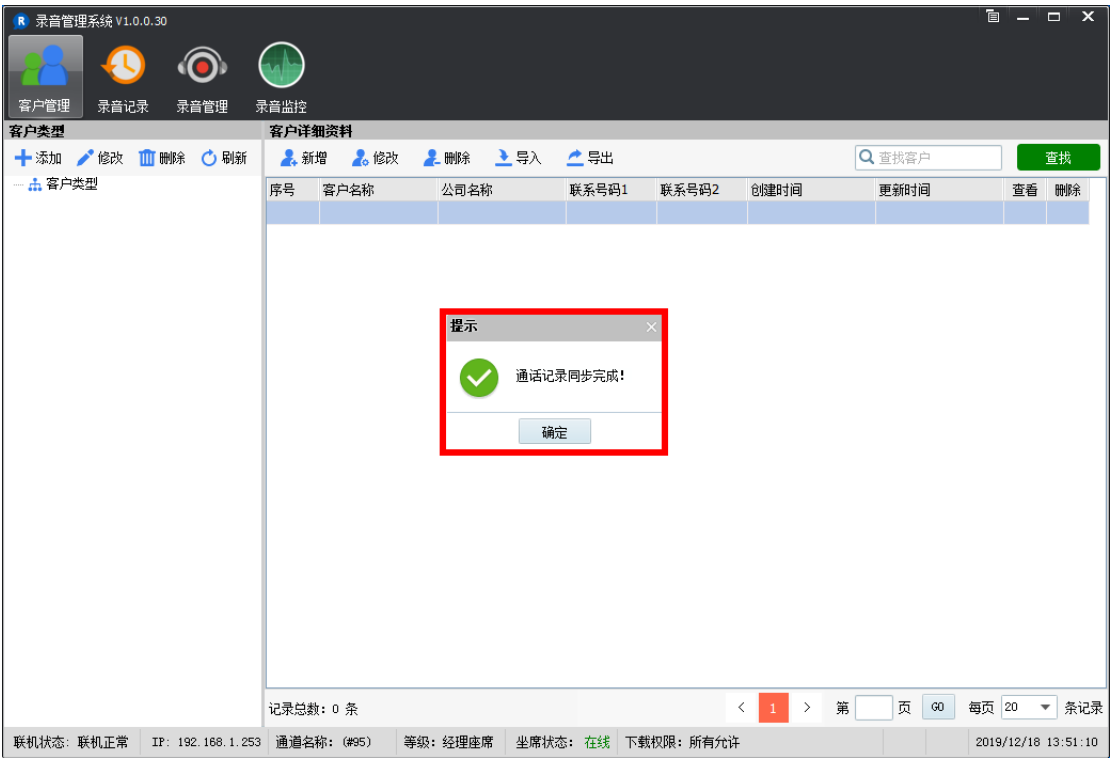 录音管理系统 V1.0.0.30
客户管理 录音记录 录音管理 录音监控
客户类型 客户详细资料
添加 修改 删除 刷新 新增 修改 删除 导入 导出 查找客户 查找
客户类型
序号 客户名称 公司名称 联系号码1 联系号码2 创建时间 更新时间 查看 删除
提示
通话记录同步完成!
确定
记录总数: 0 条 < 1 > 第 页 GO 每页 20 条记录
联机状态: 联机正常 IP: 192.168.1.253 通道名称: (#95) 等级: 经理座席 坐席状态: 在线 下载权限: 所有允许 2019/12/18 13:51:10